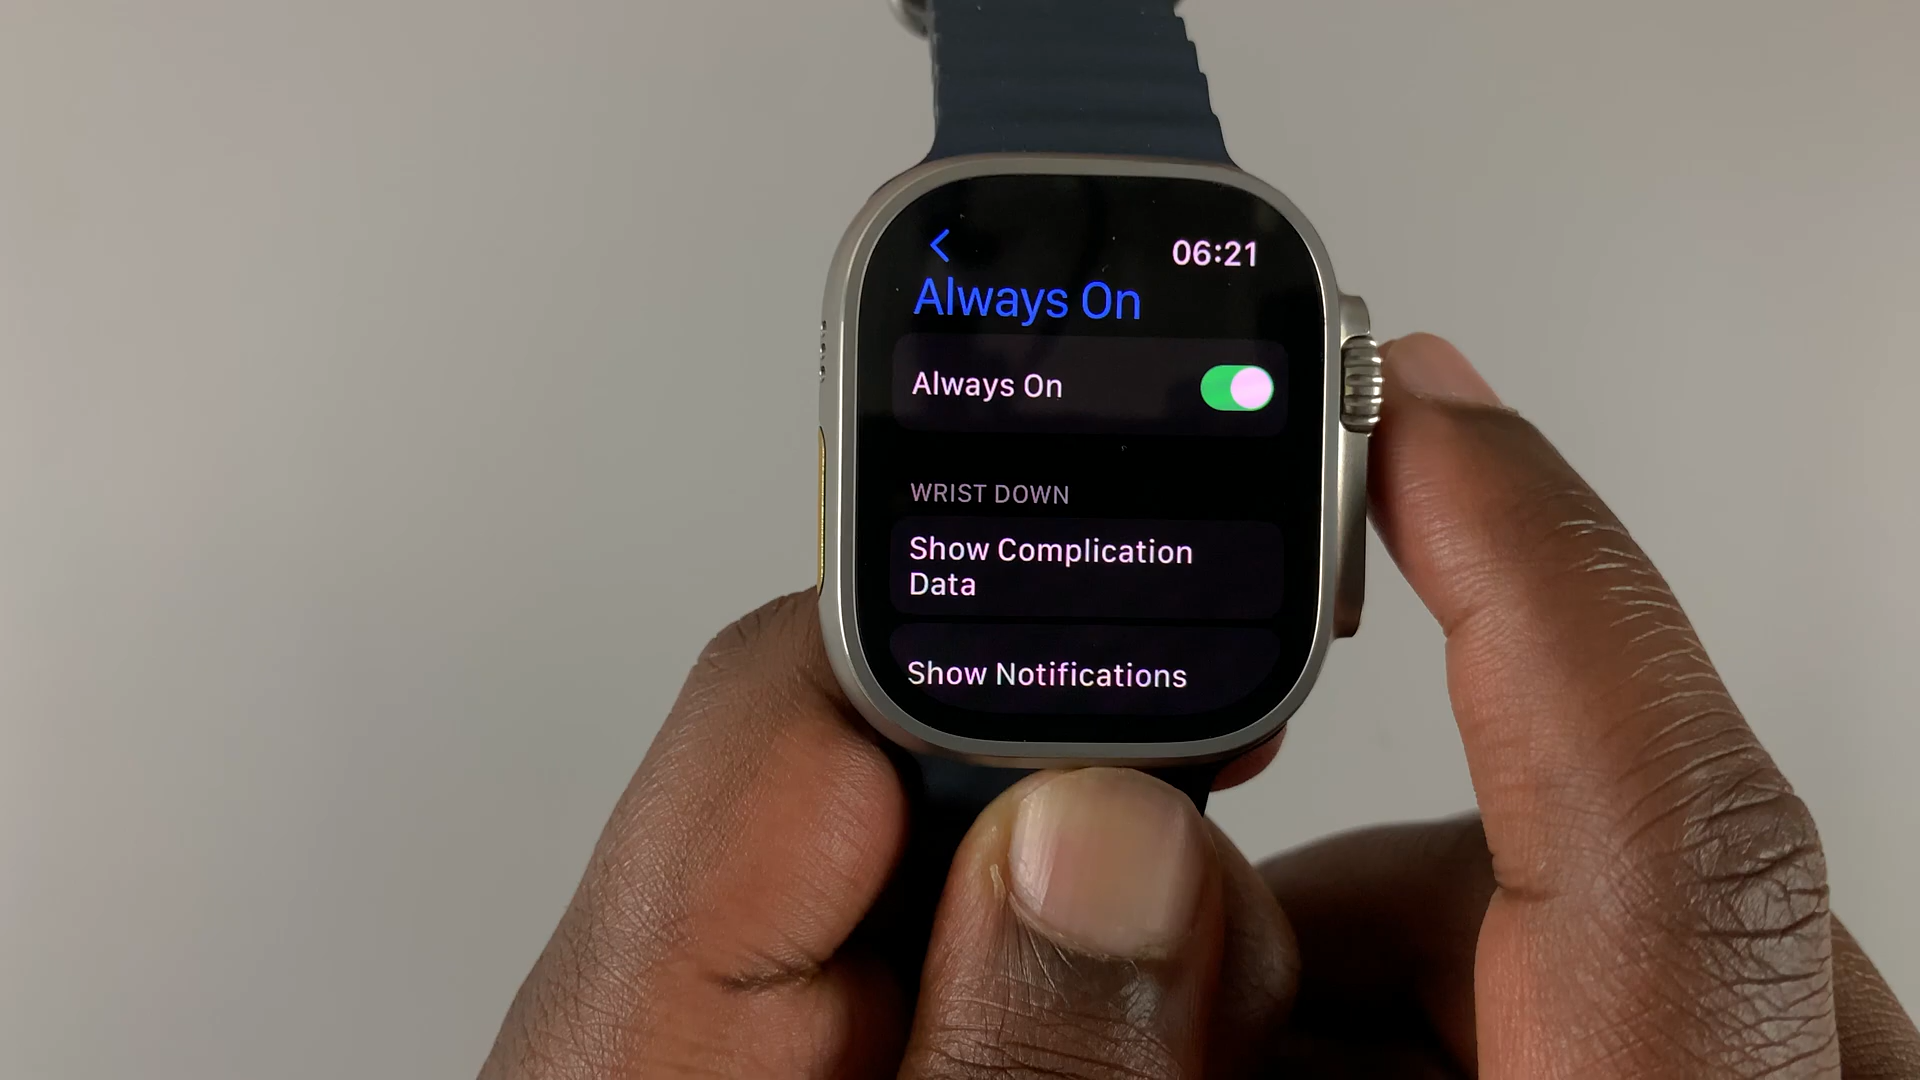 06:21
Always On
Always On
WRIST DOWN
Show Complication
Data
Show Notifications